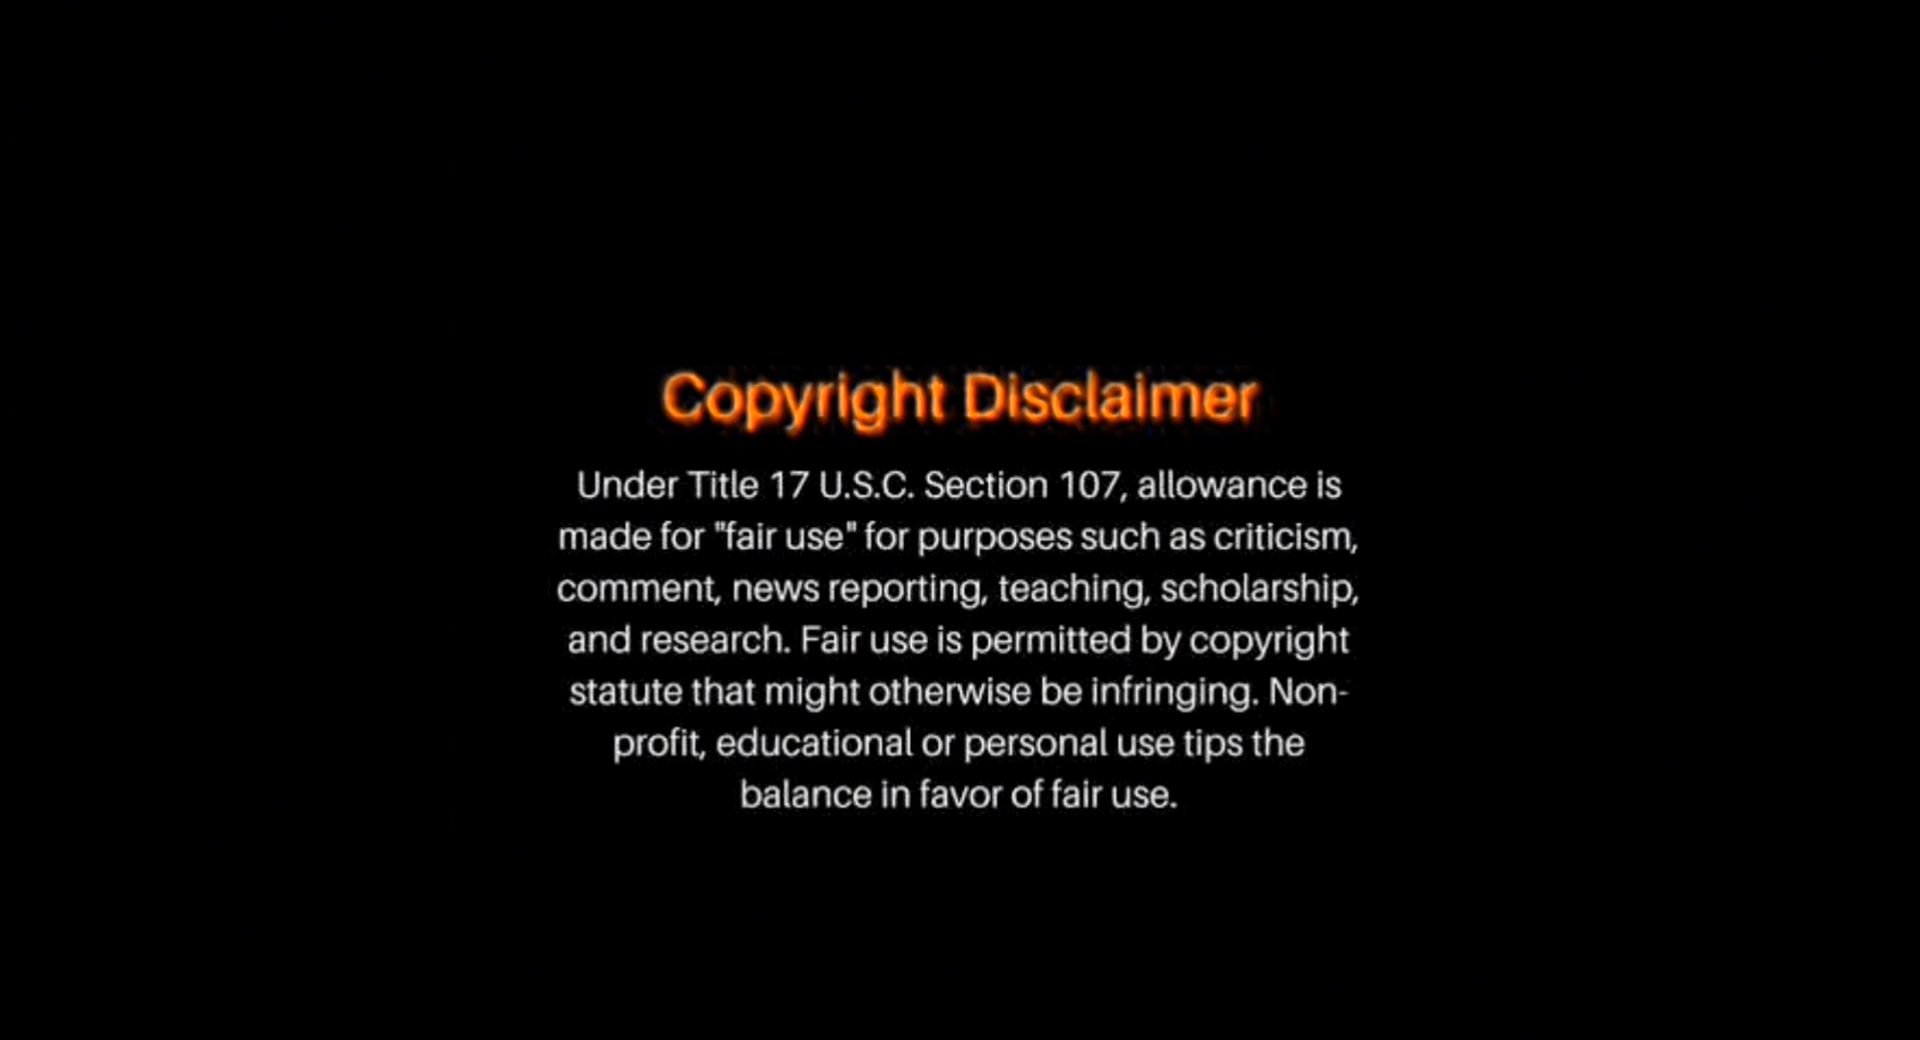 Copyright Disclaimer
Under Title 17 U.S.C. Section 107, allowance is
made for "fair use" for purposes such as criticism,
comment, news reporting, teaching, scholarship,
and research. Fair use is permitted by copyright
statute that might otherwise be infringing. Non-
profit, educational or personal use tips the
balance in favor of fair use.